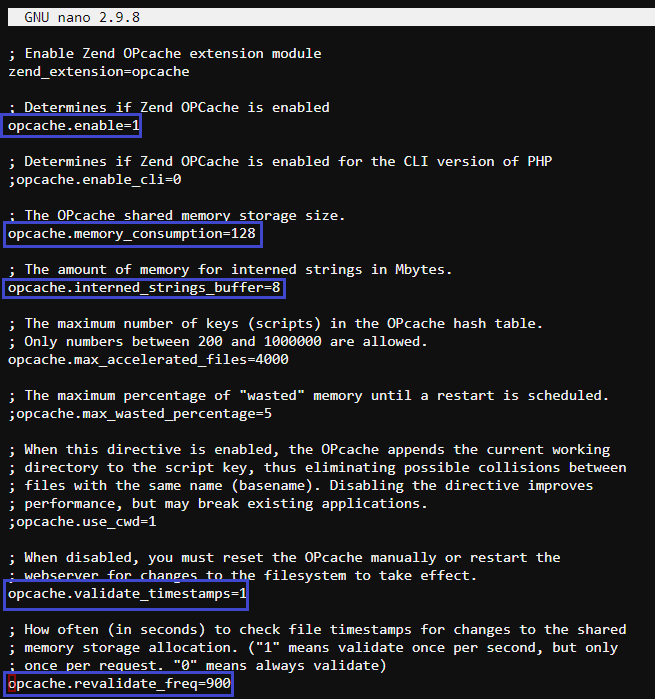 GNU nano 2.9.8
; Enable Zend OPcache extension module
zend_extension=opcache
; Determines if Zend OPCache is enabled
opcache.enable=1
; Determines if Zend OPCache is enabled for the CLI version of PHP
;opcache.enable_cli=0
; The OPcache shared memory storage size.
opcache.memory_consumption=128
; The amount of memory for interned strings in Mbytes.
opcache.interned_strings_buffer=8
; The maximum number of keys (scripts) in the OPcache hash table.
; Only numbers between 200 and 1000000 are allowed.
opcache.max_accelerated_files=4000
; The maximum percentage of "wasted" memory until a restart is scheduled.
;opcache.max_wasted_percentage=5
; When this directive is enabled, the OPcache appends the current working
; directory to the script key, thus eliminating possible collisions between
; files with the same name (basename). Disabling the directive improves
; performance, but may break existing applications.
;opcache.use_cwd=1
; When disabled, you must reset the OPcache manually or restart the
; webserver for changes to the filesystem to take effect.
opcache.validate_timestamps=1
; How often (in seconds) to check file timestamps for changes to the shared
; memory storage allocation. ("1" means validate once per second, but only
; once per request. "0" means always validate)
opcache.revalidate_freq=900